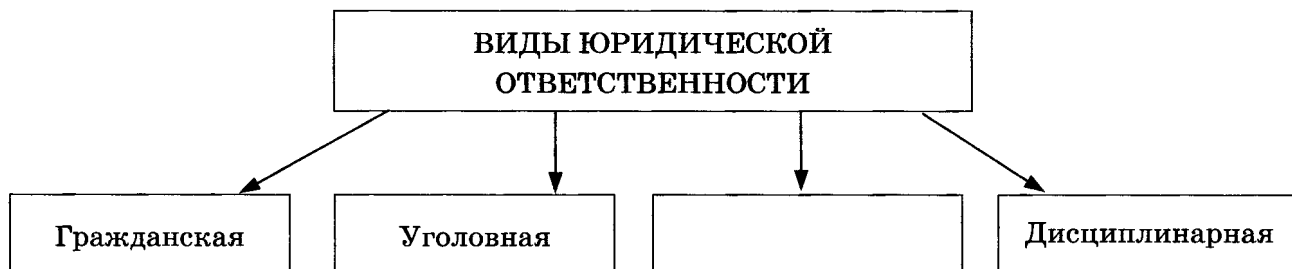 ВИДЫ ЮРИДИЧЕСКОЙ
ОТВЕТСТВЕННОСТИ
Гражданская
Уголовная
Дисциплинарная